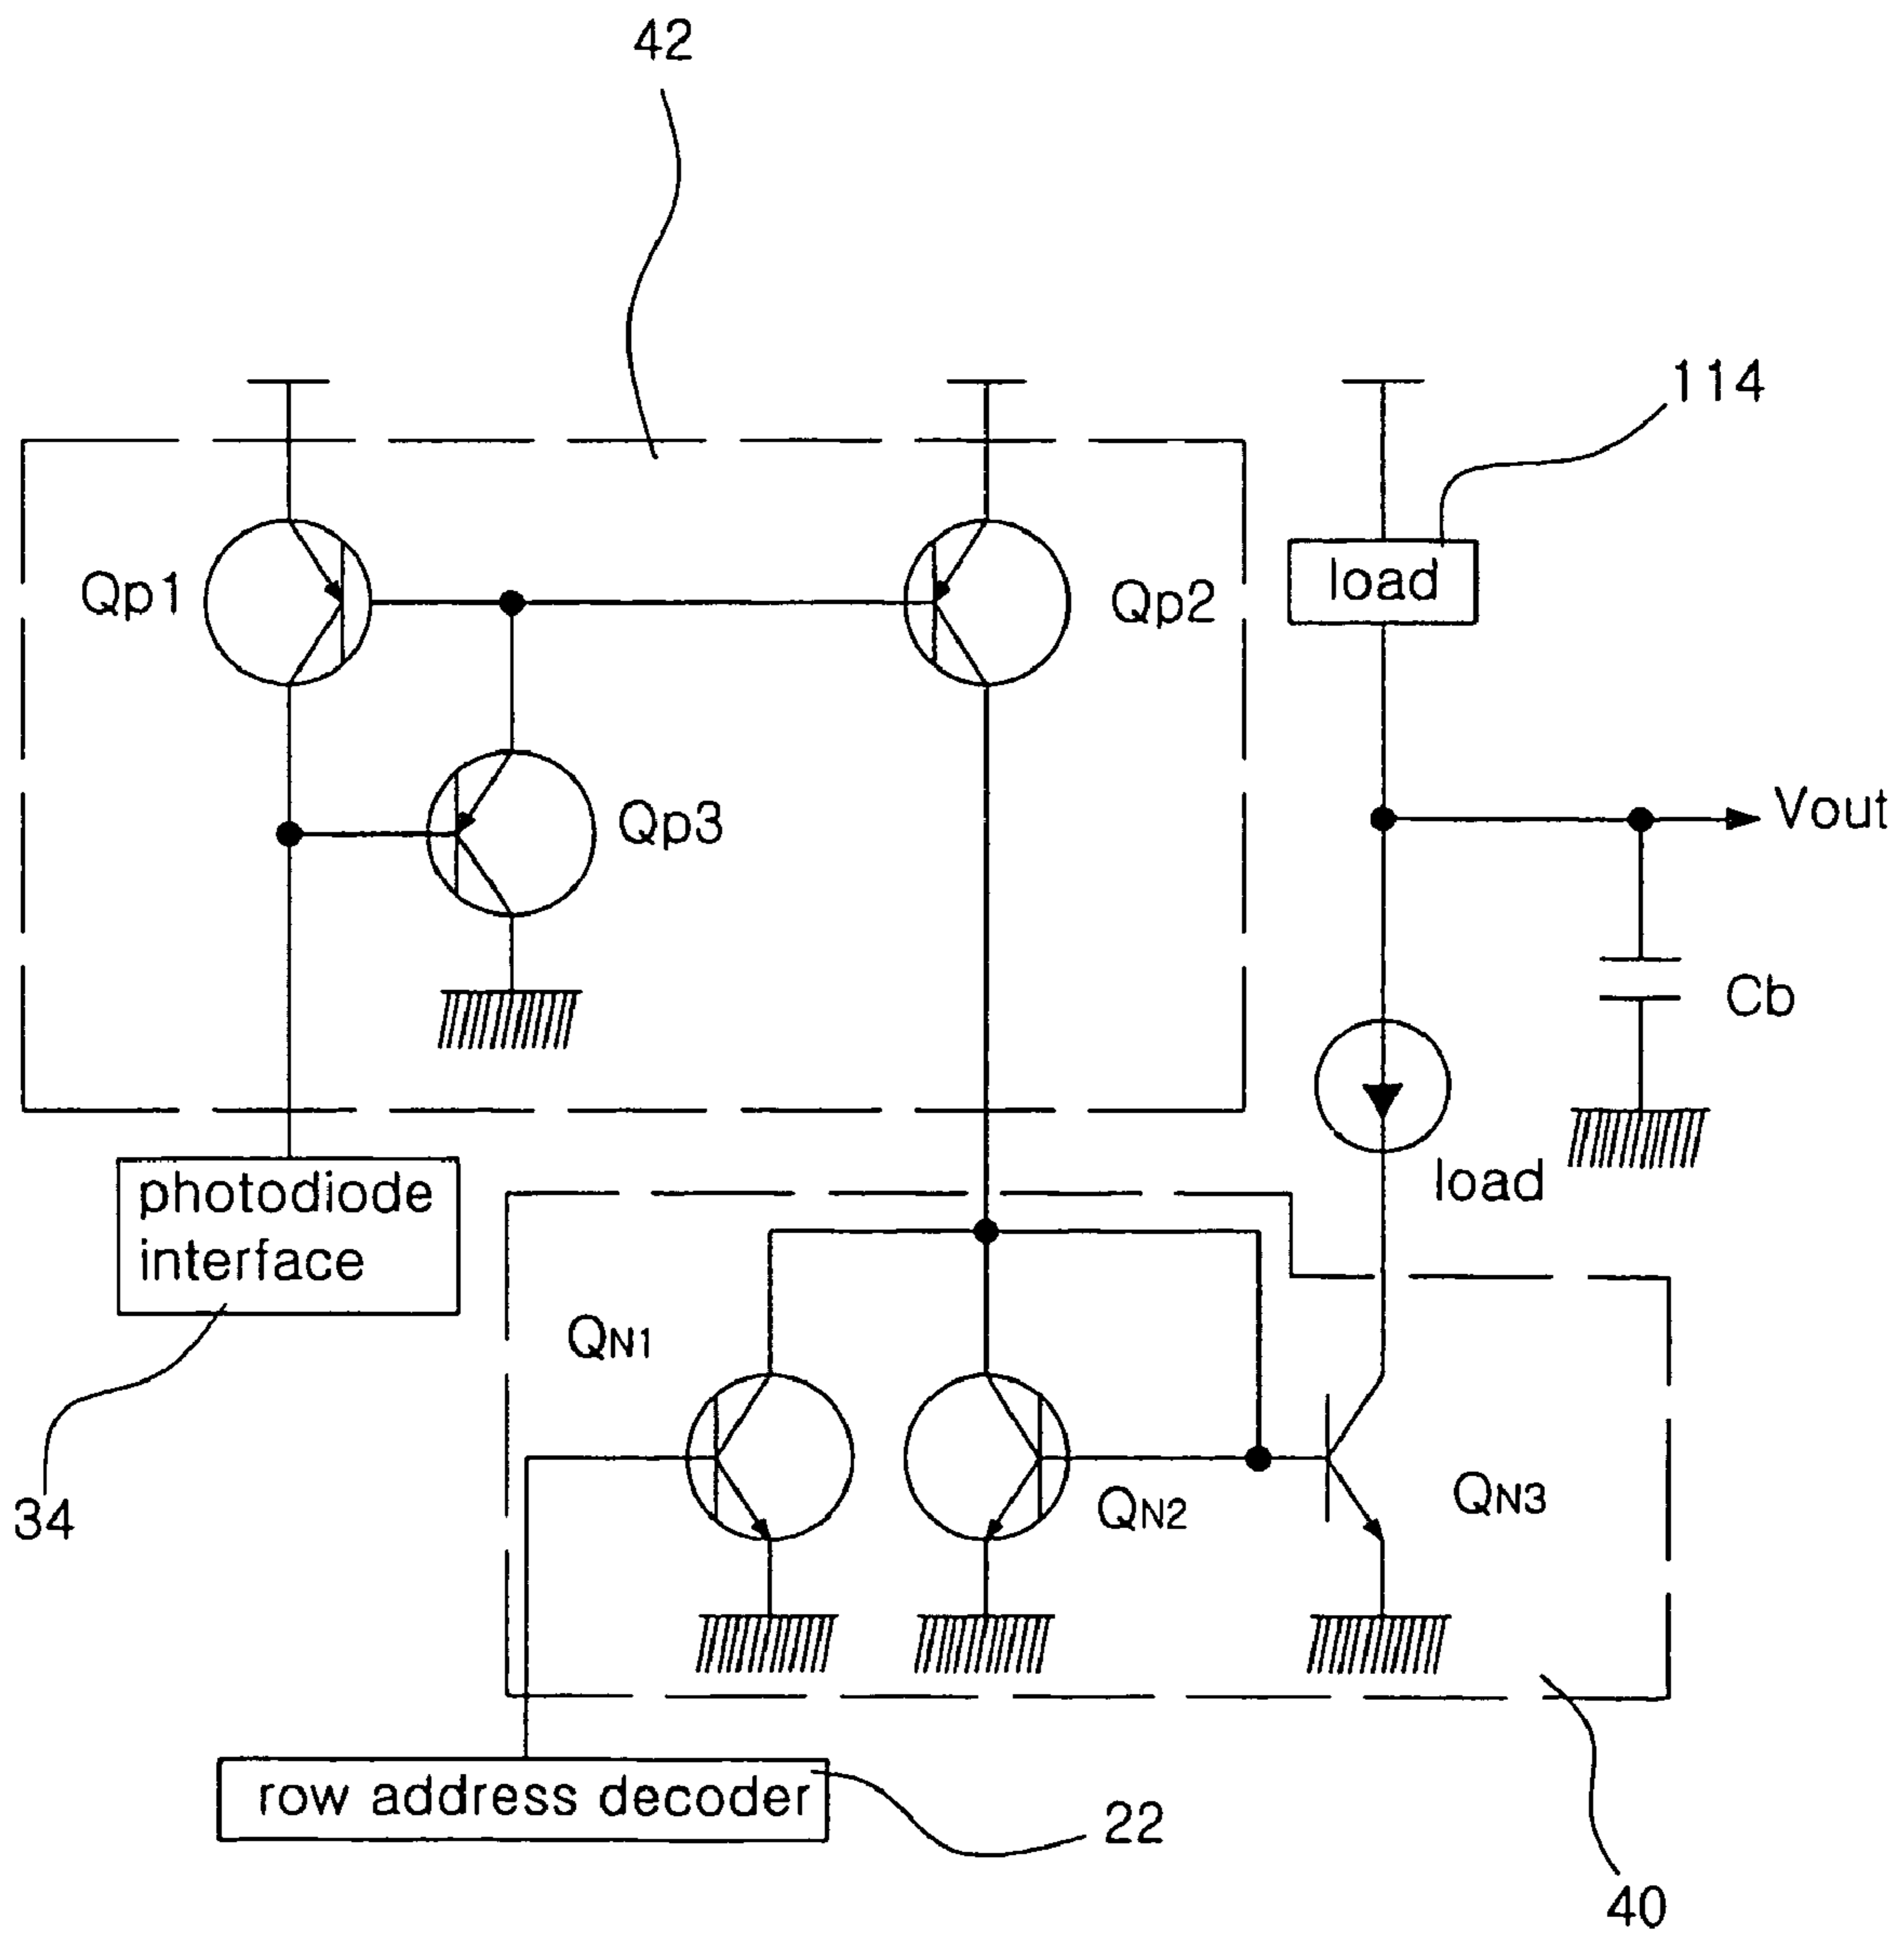 42
114
Qp1
load
Qp2
Qp3
Vout
Cb
load
photodiode
interface
QN1
34
QN2
QN3
row address decoder
22
40